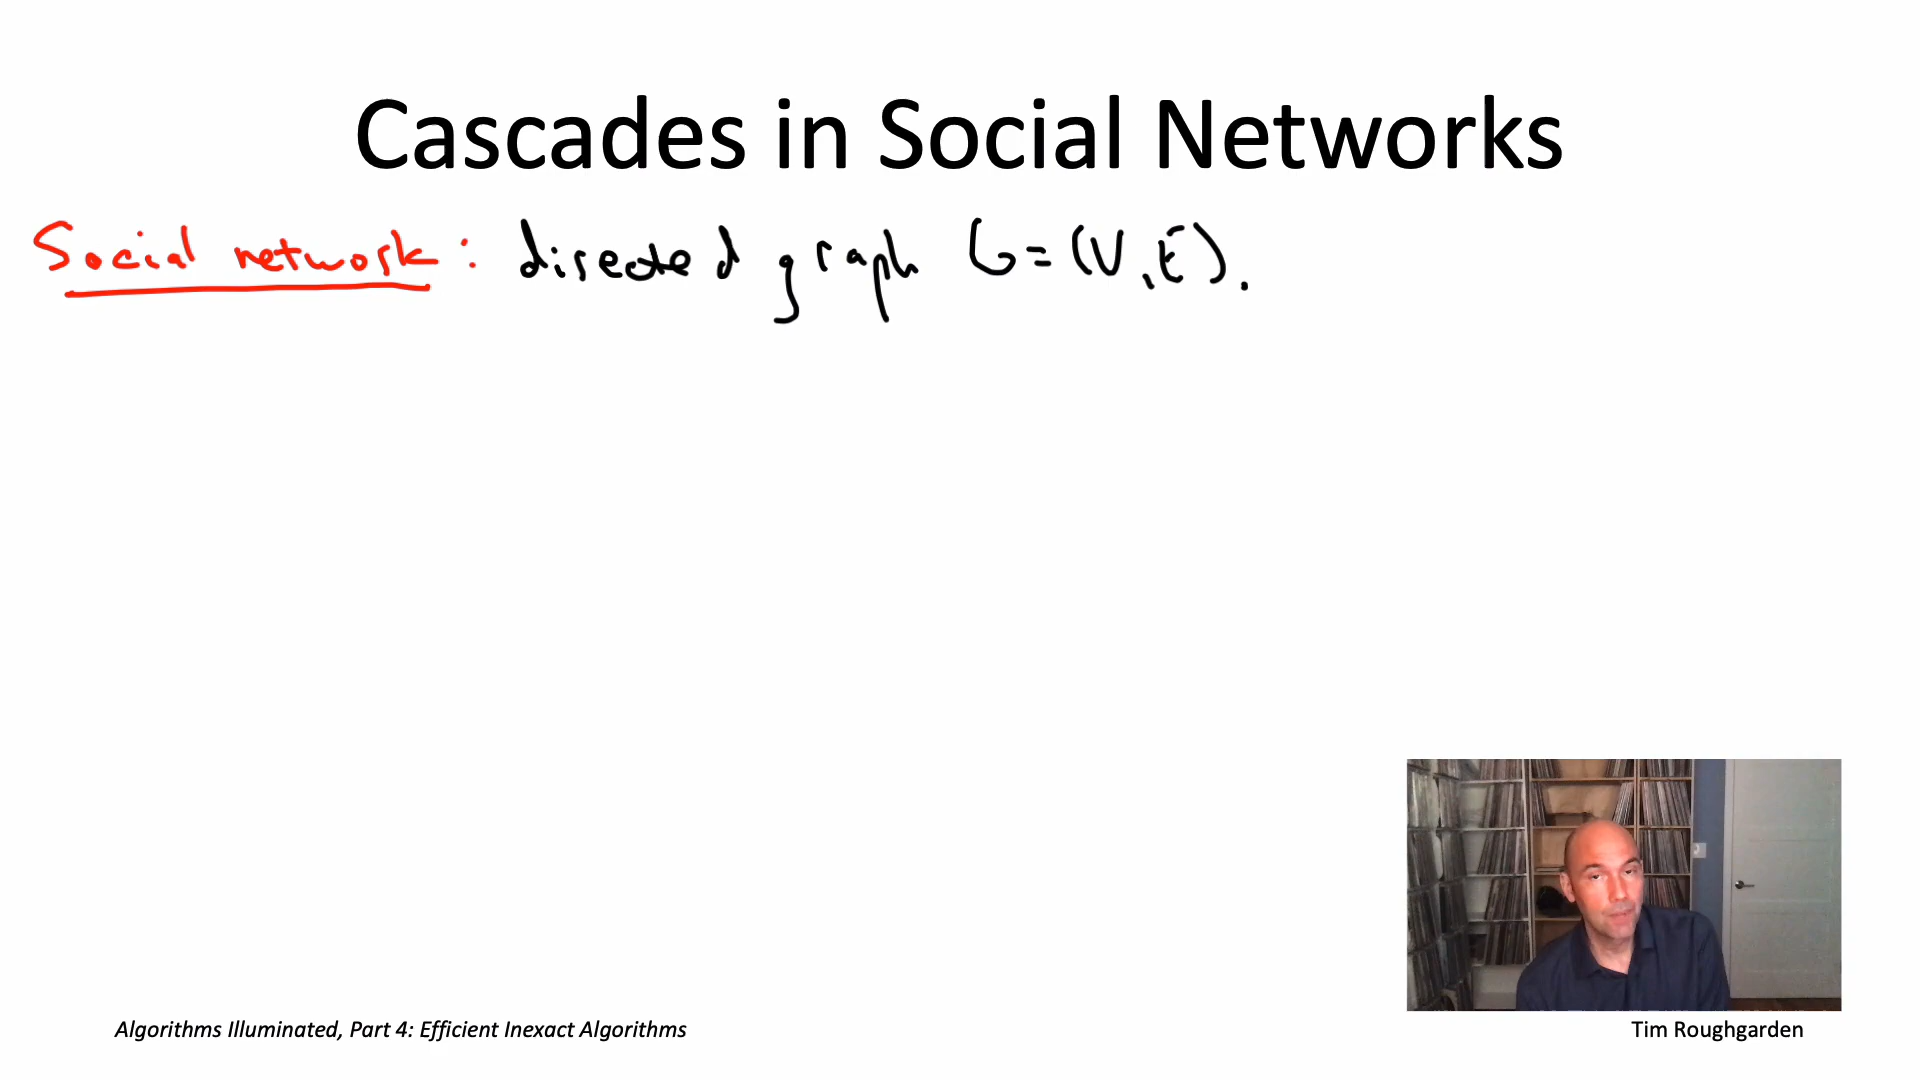 Cascades in Social Networks
Social network: directed graph G=(V,E).
Algorithms Illuminated, Part 4: Efficient Inexact Algorithms
Tim Roughgarden